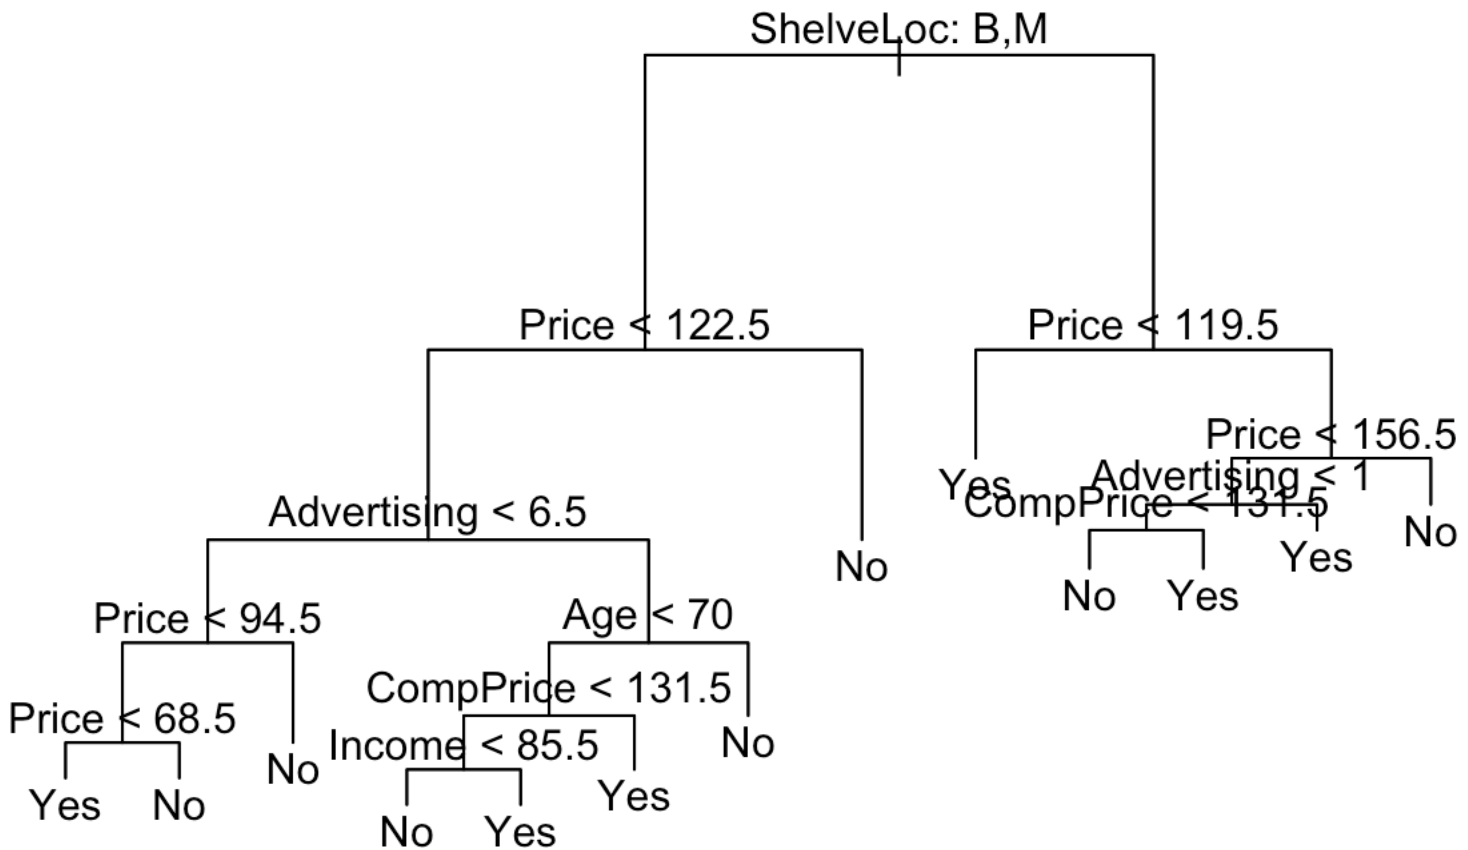 ShelveLoc: B,M
Price < 122.5
Price < 119.5
Price < 156.5
Advertising < 1
Yes
CompPrice < 131.5
Advertising < 6.5
No
Yes
No
No
Yes
Price < 94.5
Age < 70
CompPrice < 131.5
Price < 68.5
Income < 85.5
No
No
Yes
No
Yes
No
Yes